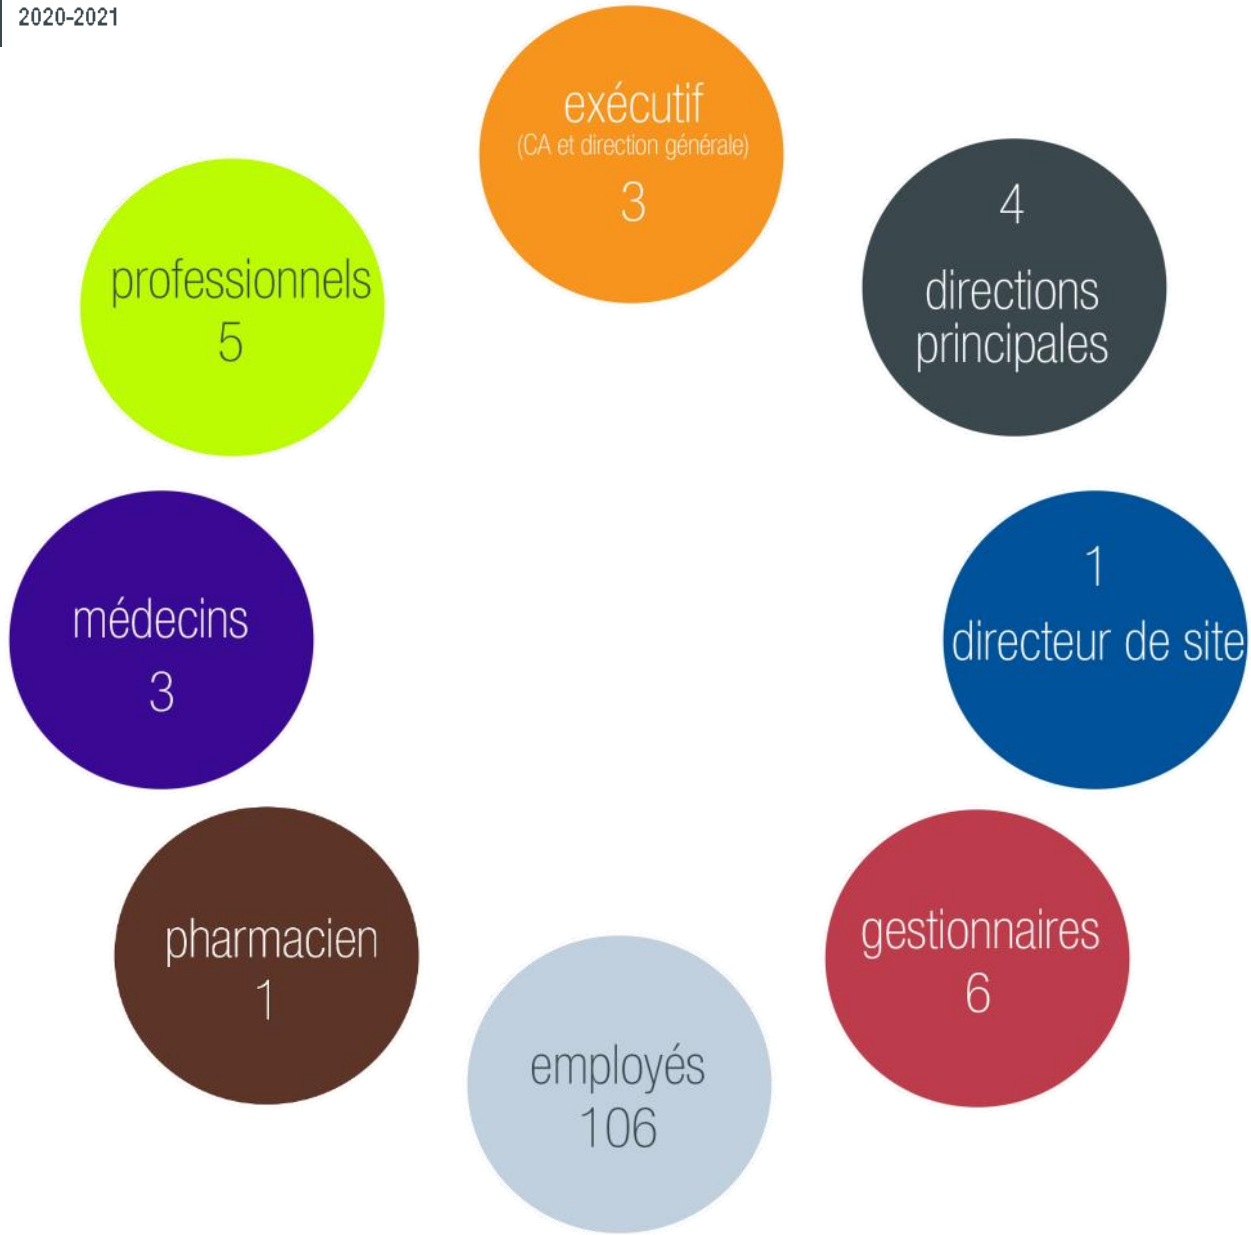 2020-2021
exécutif
(CA et direction générale)
3
4
directions
principales
1
directeur de site
gestionnaires
6
employés
106
pharmacien
1
médecins
3
professionnels
5